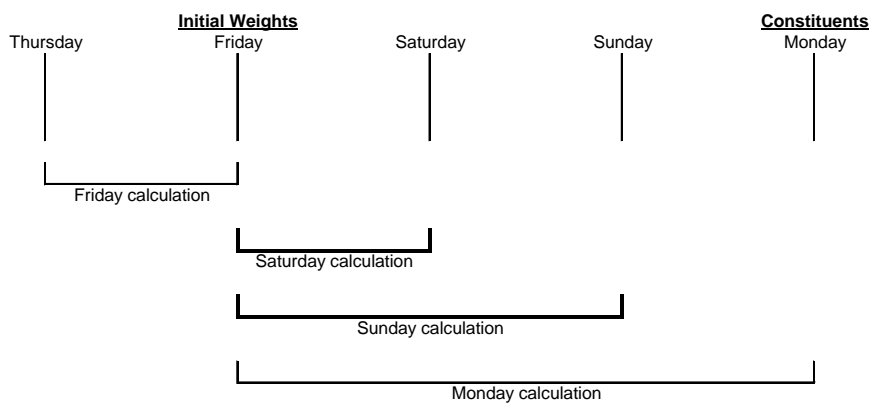 Initial Weights Constituents
Thursday Friday Saturday Sunday Monday
Friday calculation
Saturday calculation
Sunday calculation
Monday calculation